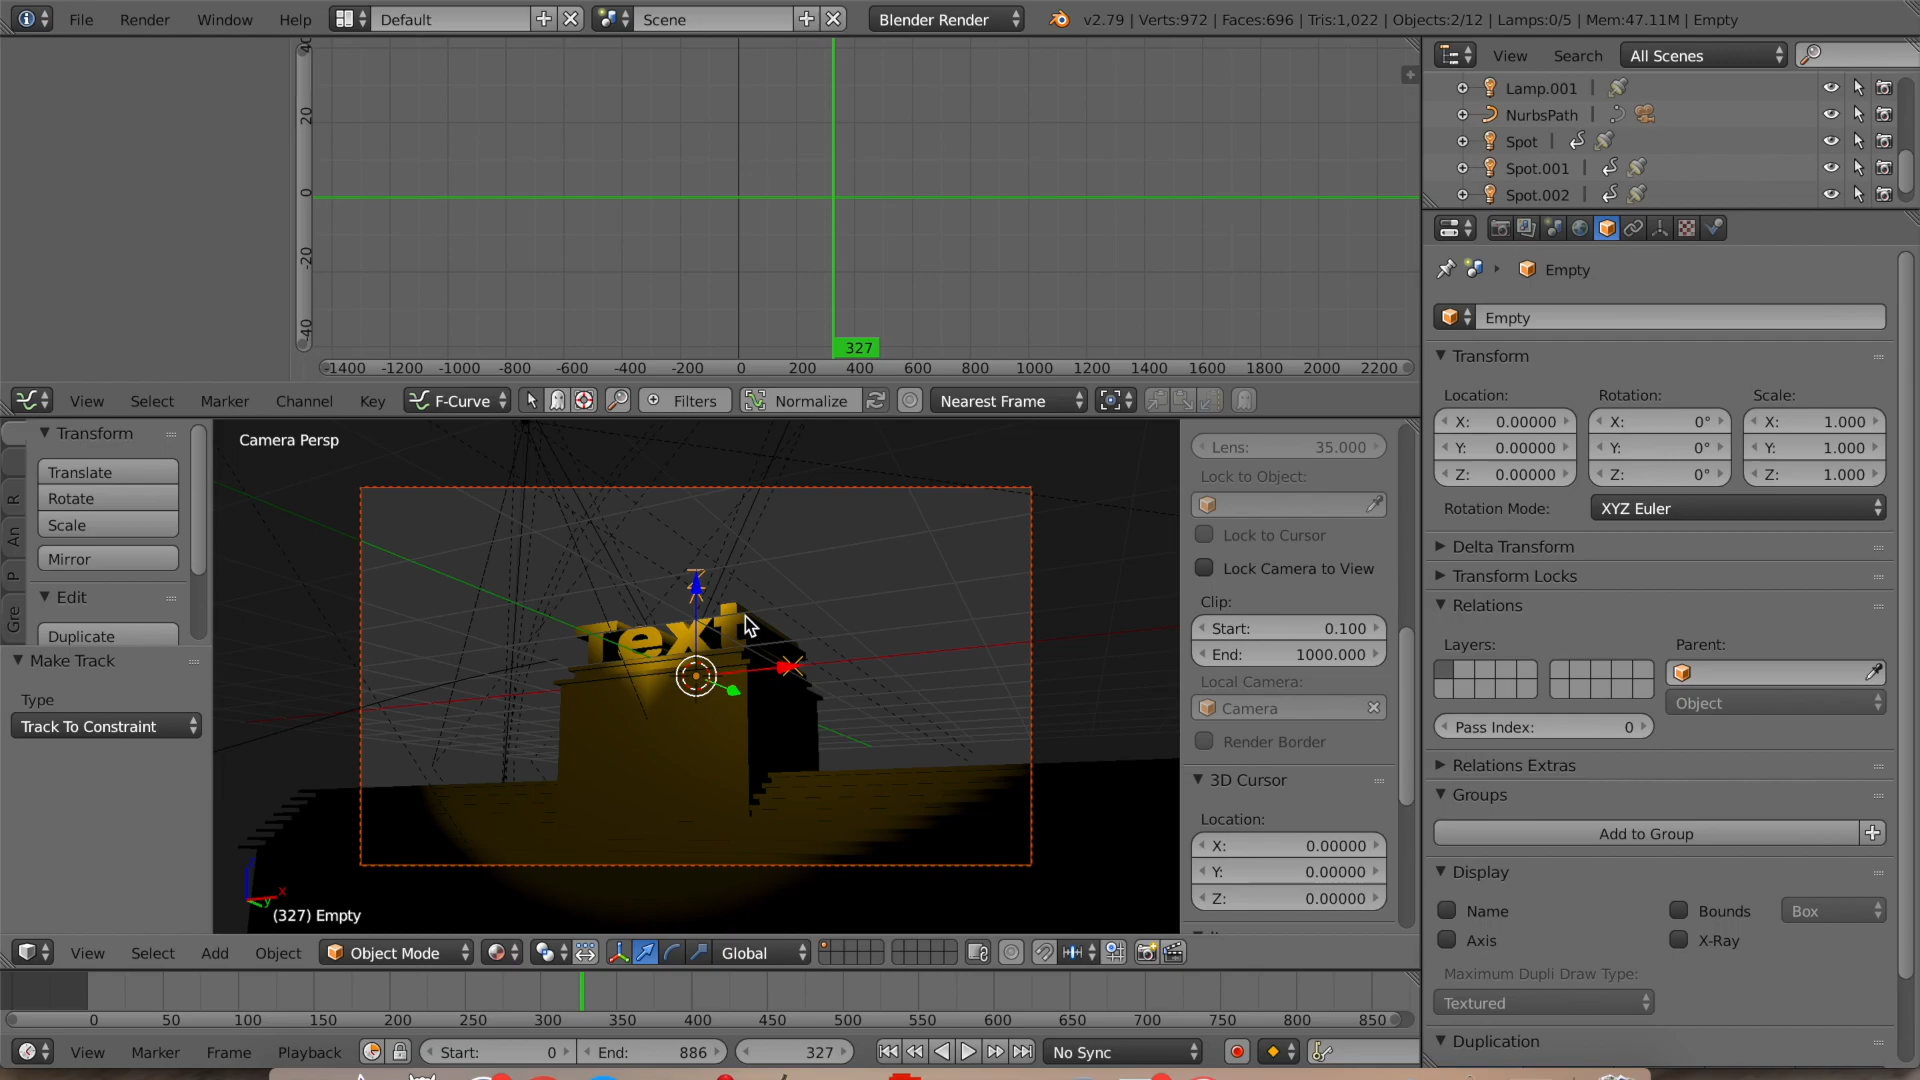 File Render Window Help Default Scene Blender Render v2.79 | Verts:972 | Faces:696 | Tris:1,022 | Objects:2/12 | Lamps:0/5 | Mem:47.11M | Empty
View Search All Scenes
Lamp.001
NurbsPath
Spot
Spot.001
Spot.002
20
0
-20
-40
327
-1400 -1200 -1000 -800 -600 -400 -200 0 200 400 600 800 1000 1200 1400 1600 1800 2000 2200
View Select Marker Channel Key F-Curve Filters Normalize Nearest Frame
Transform
Translate
Rotate
Scale
Mirror
Edit
Duplicate
R
An
P
Gre
Make Track
Type
Track To Constraint
Camera Persp
Text
(327) Empty
Lens: 35.000
Lock to Object:
Lock to Cursor
Lock Camera to View
Clip:
Start: 0.100
End: 1000.000
Local Camera:
Camera
Render Border
3D Cursor
Location:
X: 0.00000
Y: 0.00000
Z: 0.00000
Empty
Empty
Transform
Location: Rotation: Scale:
X: 0.00000 X: 0° X: 1.000
Y: 0.00000 Y: 0° Y: 1.000
Z: 0.00000 Z: 0° Z: 1.000
Rotation Mode: XYZ Euler
Delta Transform
Transform Locks
Relations
Layers: Parent:
Object
Pass Index: 0
Relations Extras
Groups
Add to Group
Display
Name Bounds Box
Axis X-Ray
Maximum Dupli Draw Type:
Textured
Duplication
View Select Add Object Object Mode Global
0 50 100 150 200 250 300 350 400 450 500 550 600 650 700 750 800 850
View Marker Frame Playback Start: 0 End: 886 327 No Sync